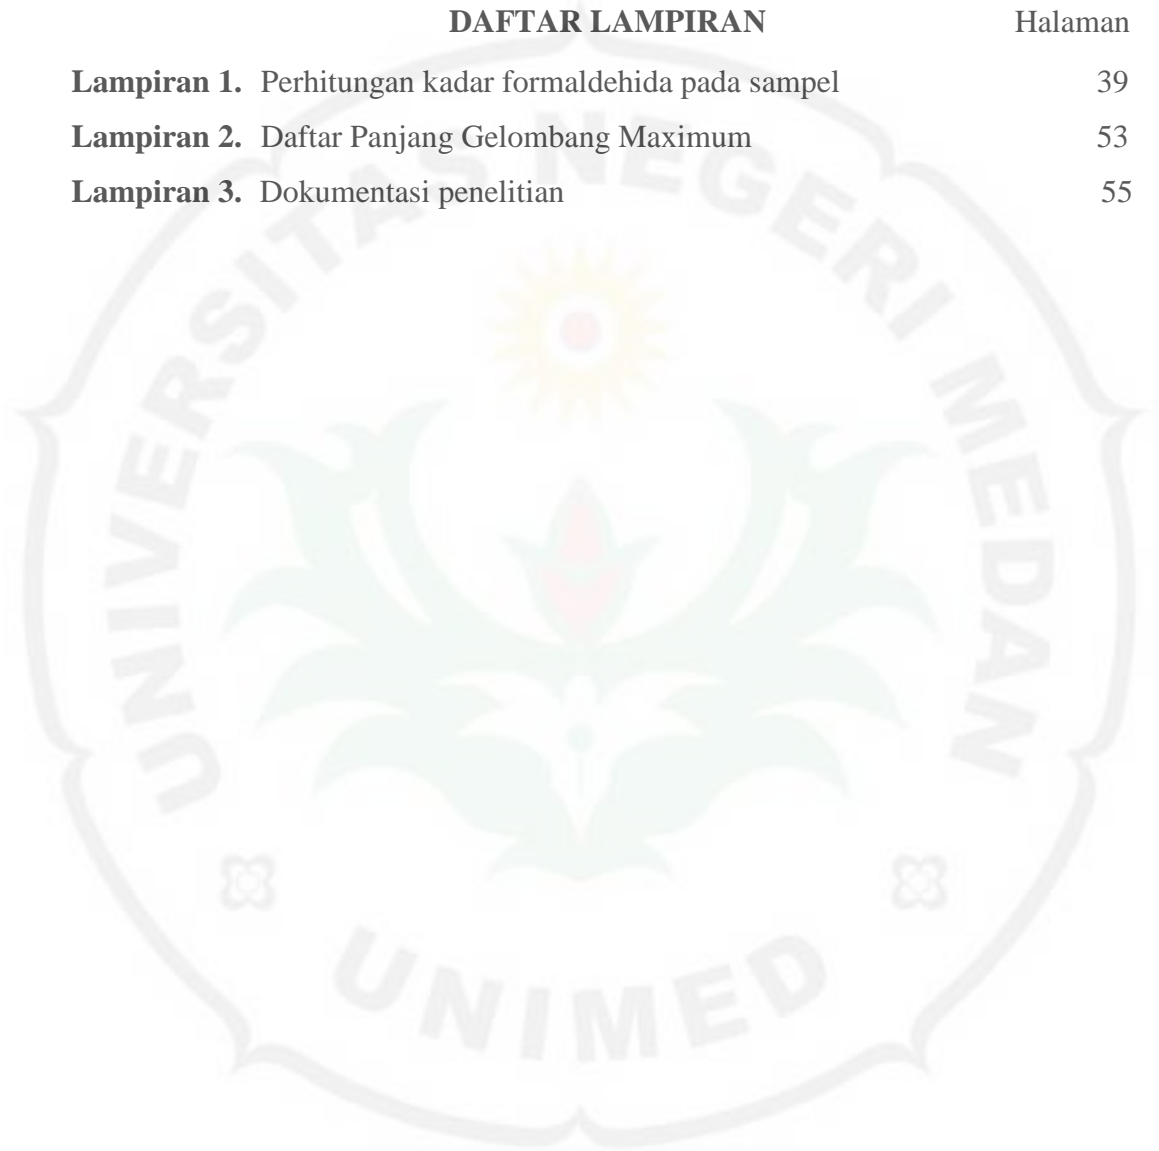 DAFTAR LAMPIRAN Halaman
Lampiran 1. Perhitungan kadar formaldehida pada sampel 39
Lampiran 2. Daftar Panjang Gelombang Maximum 53
Lampiran 3. Dokumentasi penelitian 55
UNIVERSITAS NEGERI MEDAN
UNIMED